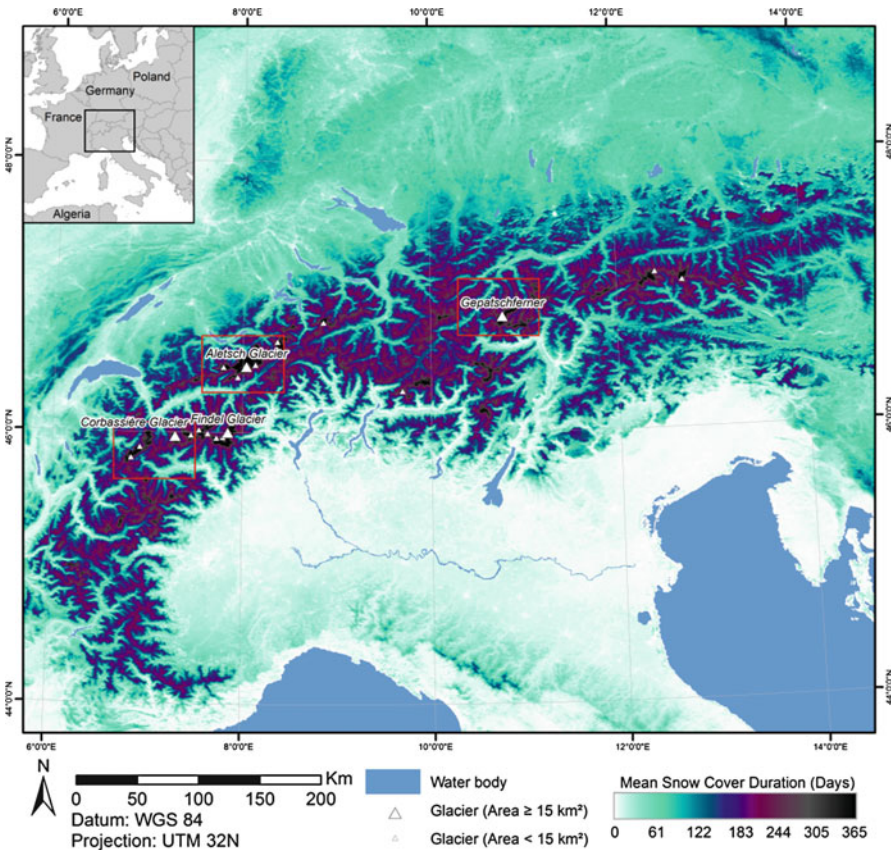 6°0'0"E
8°0'0"E
10°0'0"E
12°0'0"E
14°0'0"E
Poland
Germany
France
Algeria
48°0'0"N
48°0'0"N
Gepatschferner
Aletsch Glacier
Corbassière Glacier
Findel Glacier
46°0'0"N
46°0'0"N
44°0'0"N
44°0'0"N
6°0'0"E
8°0'0"E
10°0'0"E
12°0'0"E
14°0'0"E
N
Km
0 50 100 150 200
Datum: WGS 84
Projection: UTM 32N
Water body
Glacier (Area ≥ 15 km²)
Glacier (Area < 15 km²)
Mean Snow Cover Duration (Days)
0 61 122 183 244 305 365